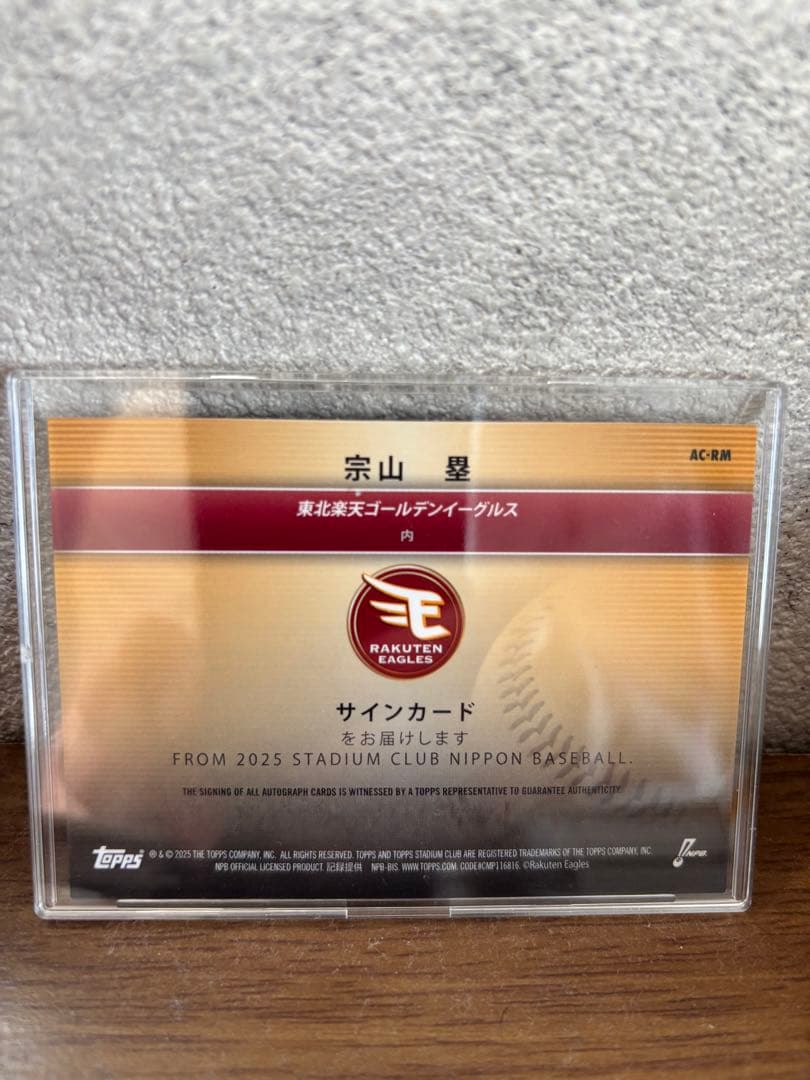 AC-RM
宗山 塁
東北楽天ゴールデンイーグルス
内
E
RAKUTEN
EAGLES
サインカード
をお届けします
FROM 2025 STADIUM CLUB NIPPON BASEBALL.
THE SIGNING OF ALL AUTOGRAPH CARDS IS WITNESSED BY A TOPPS REPRESENTATIVE TO GUARANTEE AUTHENTICITY.
TOPPS ® & © 2025 THE TOPPS COMPANY, INC. ALL RIGHTS RESERVED. TOPPS AND TOPPS STADIUM CLUB ARE REGISTERED TRADEMARKS OF THE TOPPS COMPANY, INC.
NPB OFFICIAL LICENSED PRODUCT. 記録提供 NPB-BIS. WWW.TOPPS.COM. CODE#CMP116816. ©Rakuten Eagles
NPB